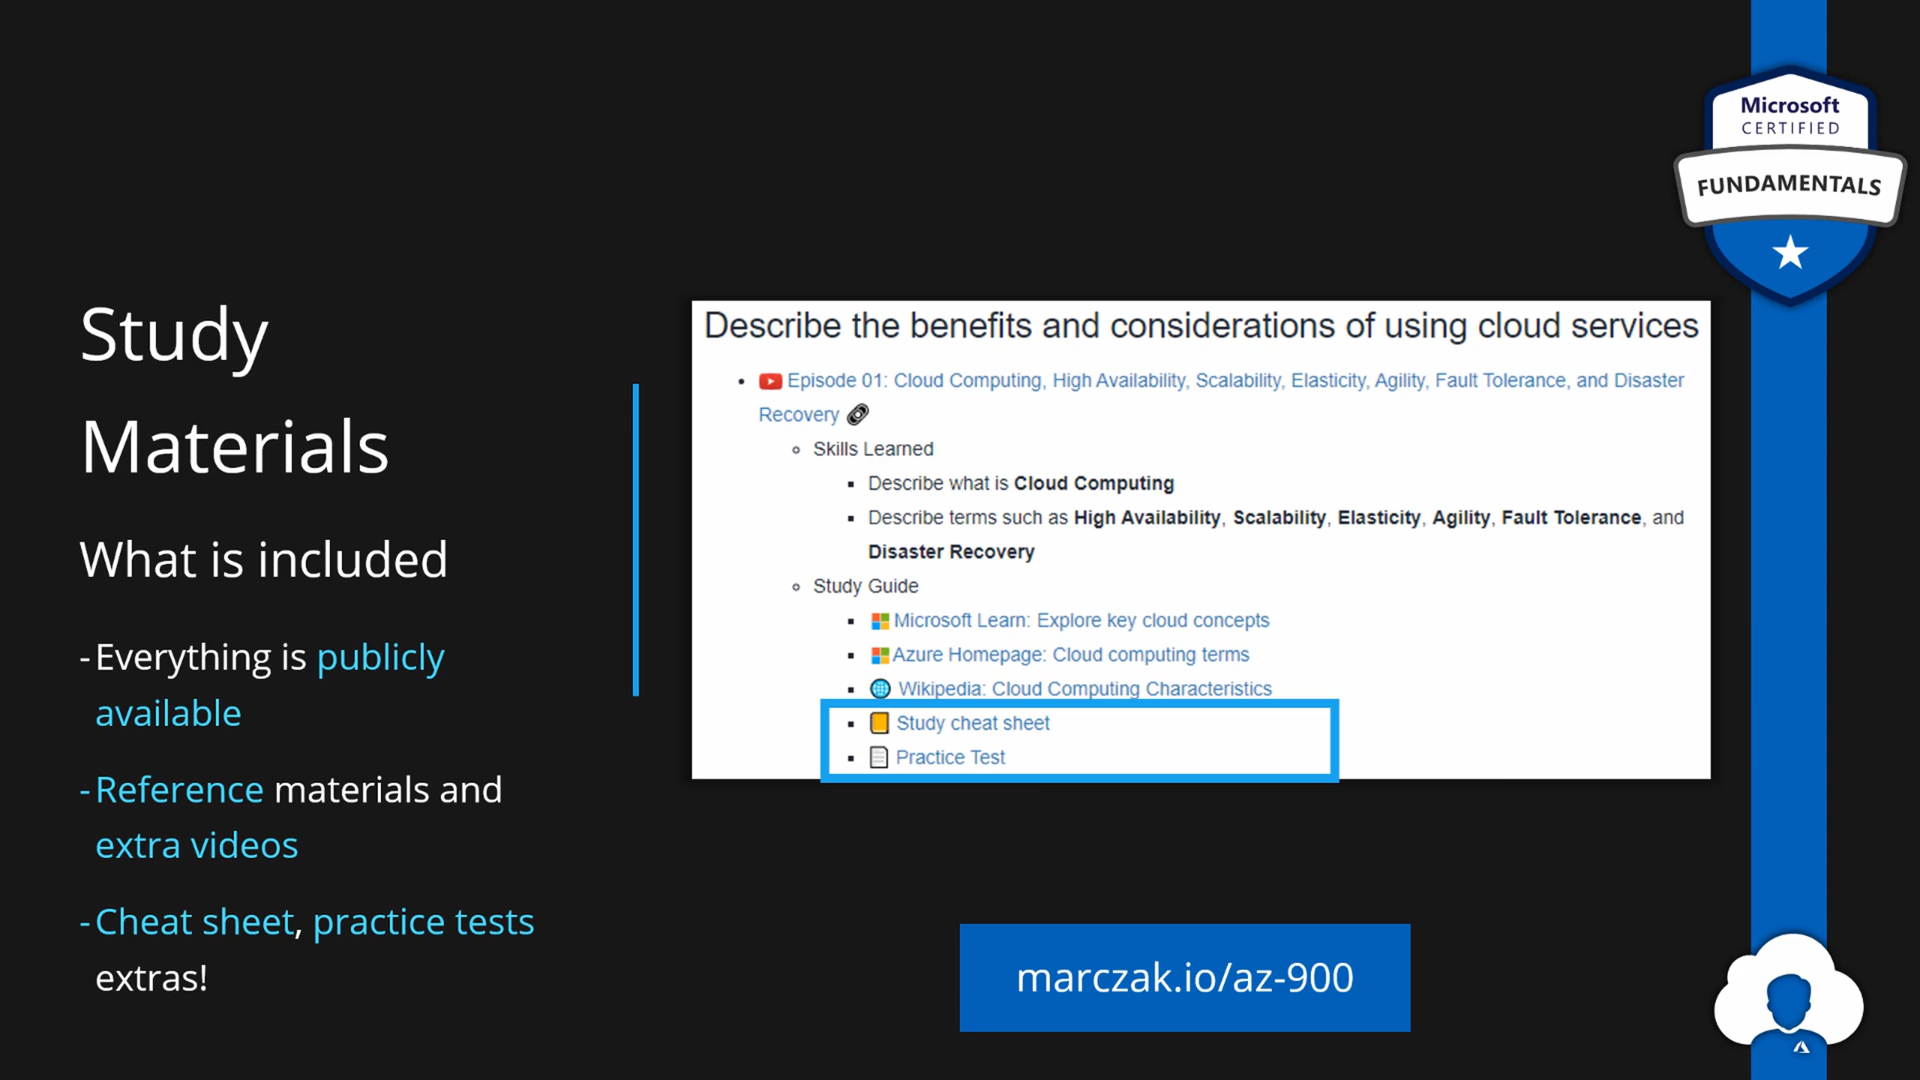 Microsoft
CERTIFIED
FUNDAMENTALS
Study
Materials
What is included
-Everything is publicly
available
-Reference materials and
extra videos
-Cheat sheet, practice tests
extras!
Describe the benefits and considerations of using cloud services
Episode 01: Cloud Computing, High Availability, Scalability, Elasticity, Agility, Fault Tolerance, and Disaster
Recovery
Skills Learned
Describe what is Cloud Computing
Describe terms such as High Availability, Scalability, Elasticity, Agility, Fault Tolerance, and
Disaster Recovery
Study Guide
Microsoft Learn: Explore key cloud concepts
Azure Homepage: Cloud computing terms
Wikipedia: Cloud Computing Characteristics
Study cheat sheet
Practice Test
marczak.io/az-900